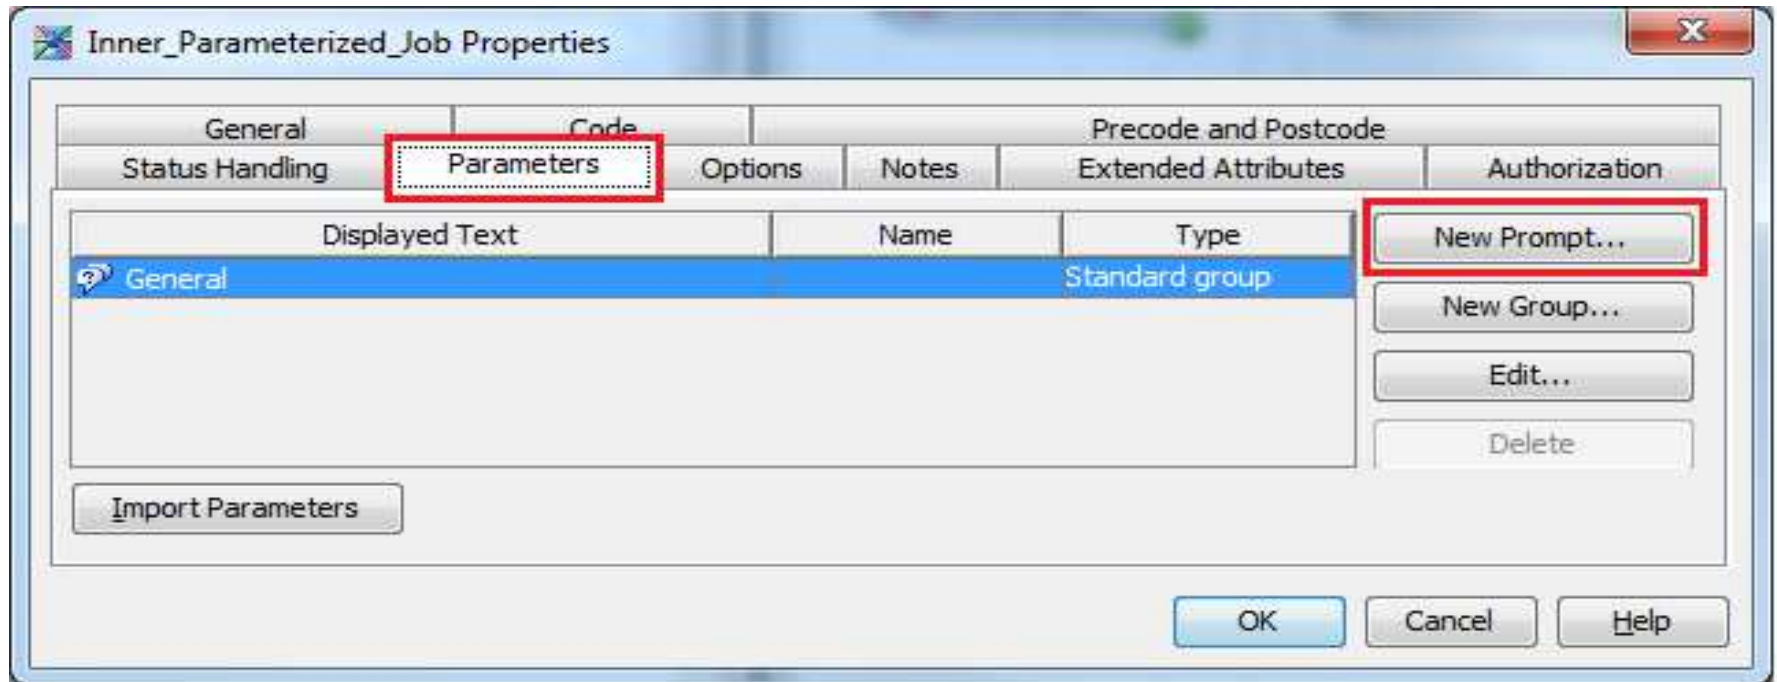 Inner_Parameterized_Job Properties
General Code Precode and Postcode
Status Handling Parameters Options Notes Extended Attributes Authorization
Displayed Text Name Type
General Standard group
New Prompt...
New Group...
Edit...
Delete
Import Parameters
OK Cancel Help